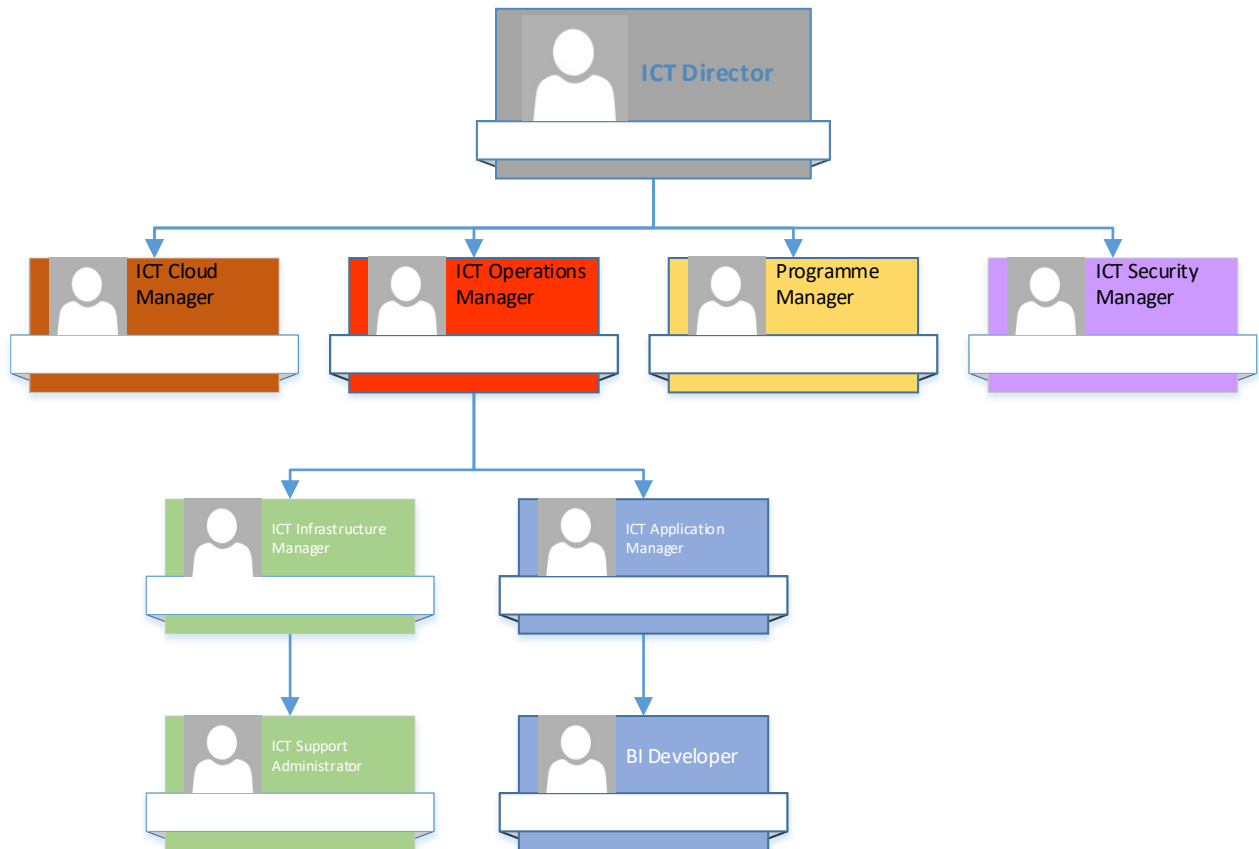 ICT Director
ICT Cloud
Manager
ICT Operations
Manager
Programme
Manager
ICT Security
Manager
ICT Infrastructure
Manager
ICT Application
Manager
ICT Support
Administrator
BI Developer